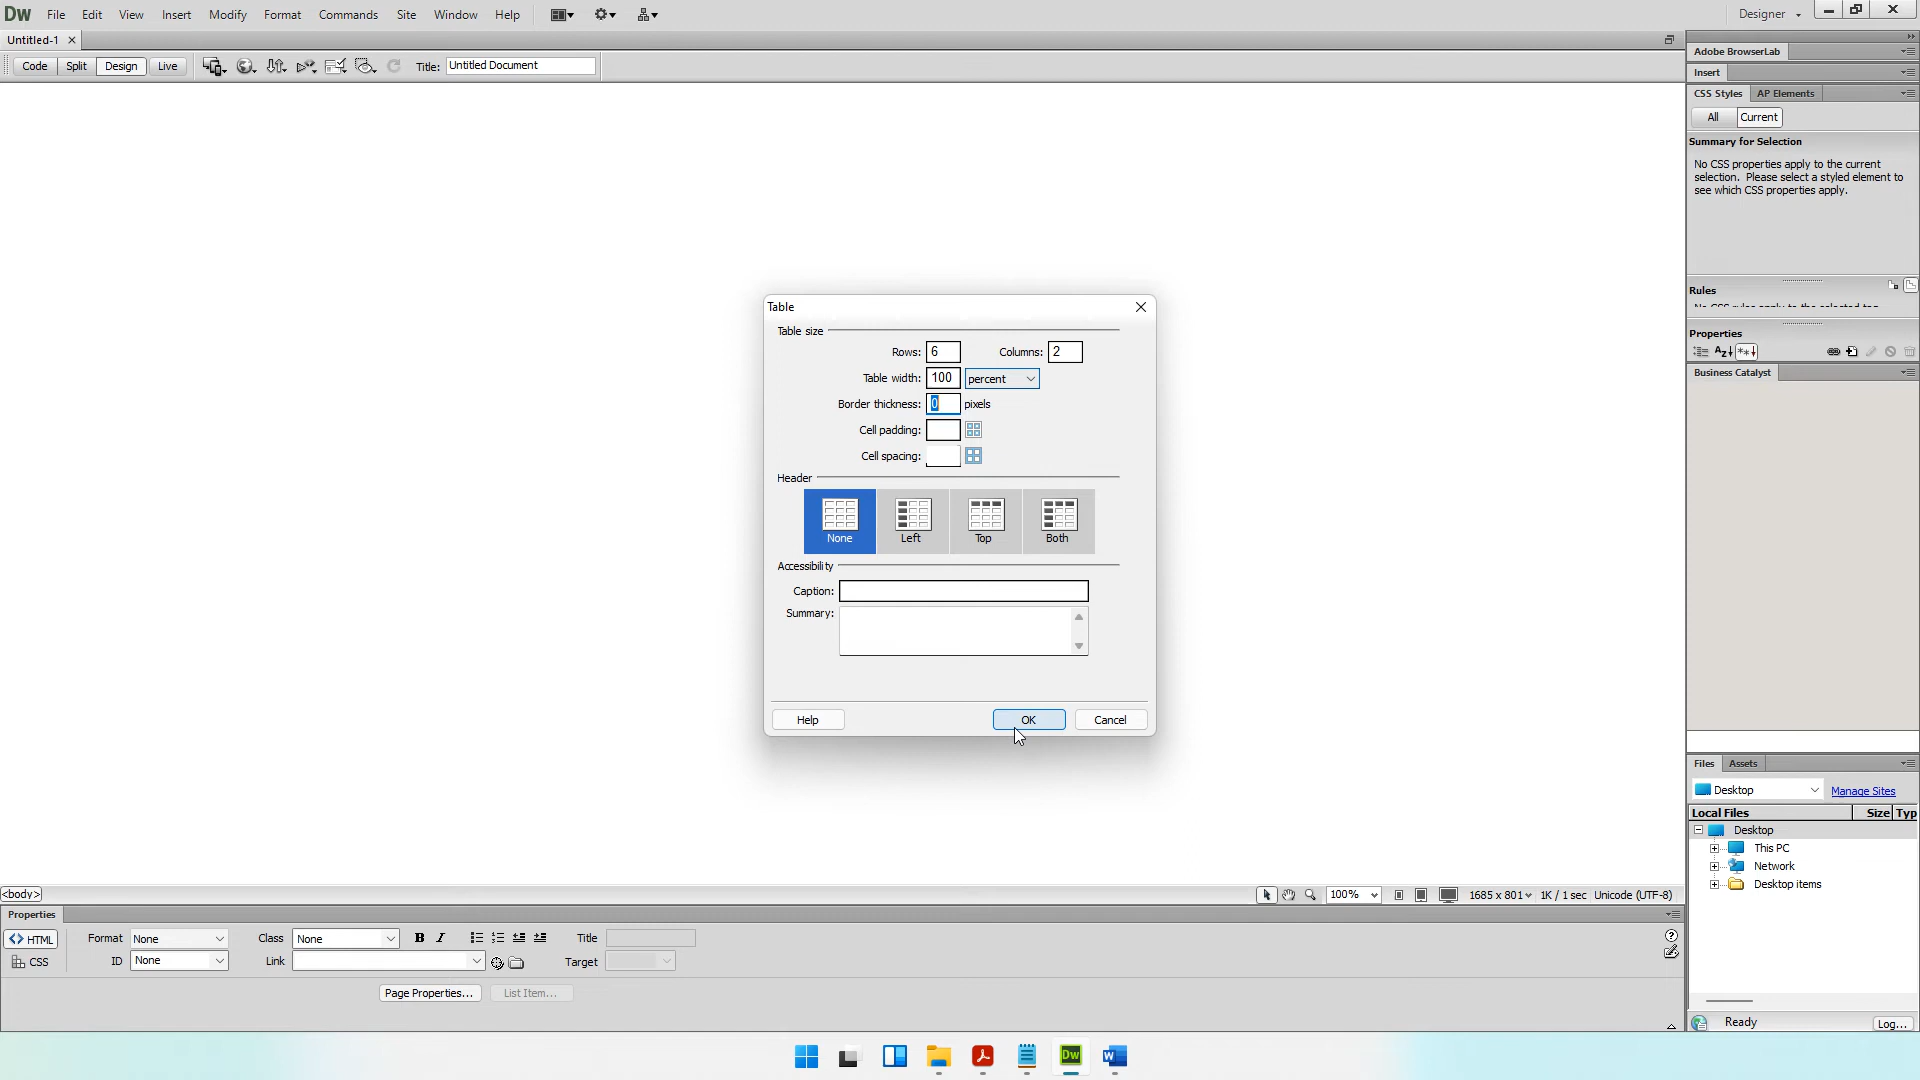 Dw File Edit View Insert Modify Format Commands Site Window Help Designer
Untitled-1
Code Split Design Live Title: Untitled Document
Adobe BrowserLab
Insert
CSS Styles AP Elements
All Current
Summary for Selection
No CSS properties apply to the current
selection. Please select a styled element to
see which CSS properties apply.
Rules
Properties
Business Catalyst
Table
Table size
Rows: 6 Columns: 2
Table width: 100 percent
Border thickness: 0 pixels
Cell padding:
Cell spacing:
Header
None Left Top Both
Accessibility
Caption:
Summary:
Help OK Cancel
Files Assets
Desktop Manage Sites
Local Files Size Typ
Desktop
This PC
Network
Desktop items
Ready Log...
<body> 100% 1685 x 801 1K / 1 sec Unicode (UTF-8)
Properties
HTML Format None Class None B I Title
CSS ID None Link Target
Page Properties... List Item...
Dw W